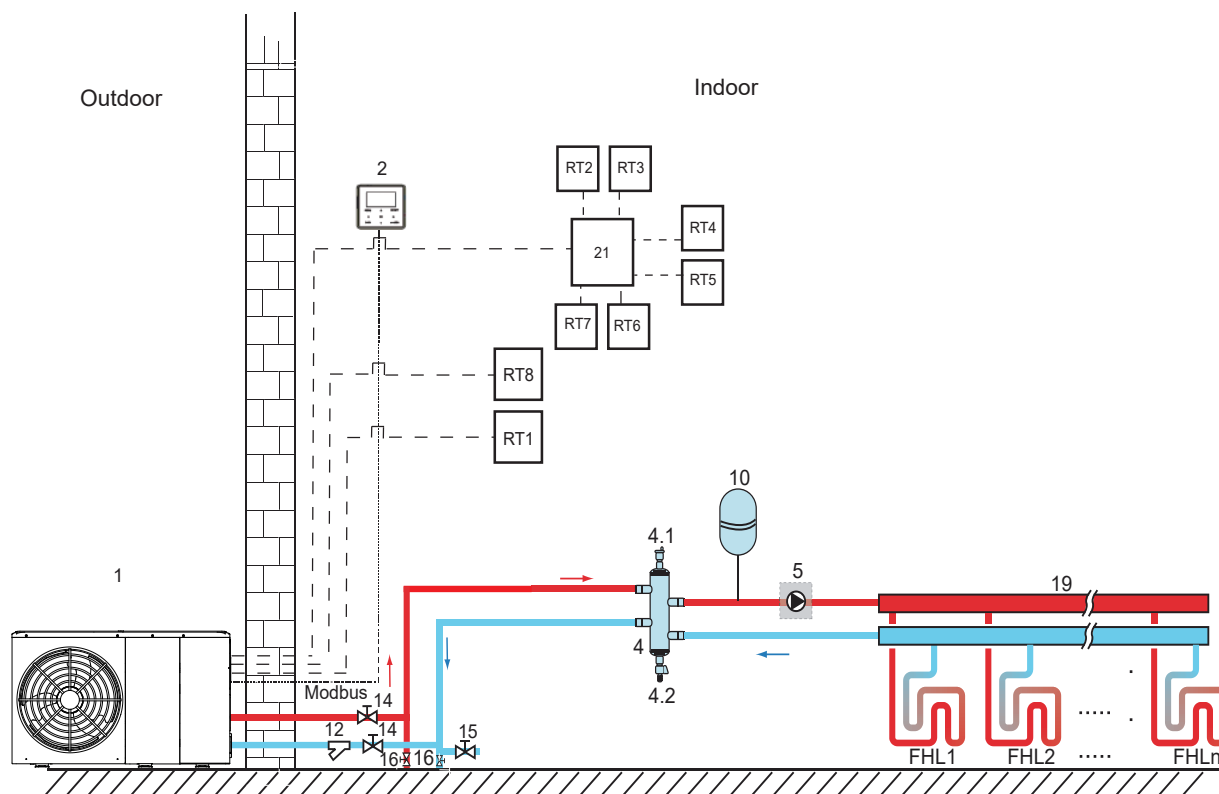 Outdoor
Indoor
2
RT2
RT3
RT4
21
RT5
RT7
RT6
RT8
RT1
10
4.1
1
5
19
4
4.2
Modbus
14
12
14
15
16
16
FHL1
FHL2
.....
FHLn